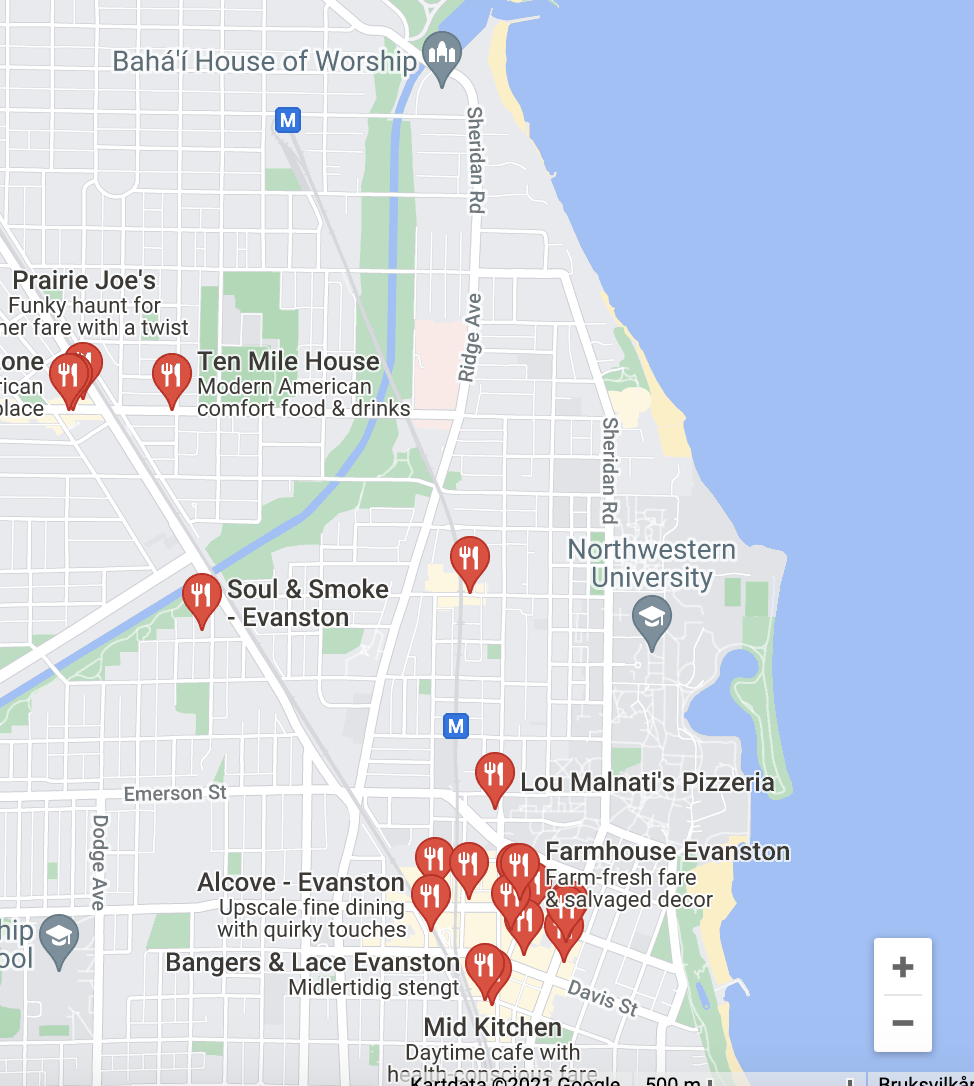 Bahá'í House of Worship
M
Sheridan Rd
Prairie Joe's
Funky haunt for
ner fare with a twist
Ridge Ave
one
rican
place
Ten Mile House
Modern American
comfort food & drinks
Sheridan Rd
Northwestern
University
Soul & Smoke
- Evanston
M
Lou Malnati's Pizzeria
Emerson St
Dodge Ave
Farmhouse Evanston
Farm-fresh fare
& salvaged decor
Alcove - Evanston
Upscale fine dining
with quirky touches
hip
ool
Bangers & Lace Evanston
Midlertidig stengt
Davis St
Mid Kitchen
Daytime cafe with
health-conscious fare
Kartdata ©2021 Google
500 m
Bruksvilkår